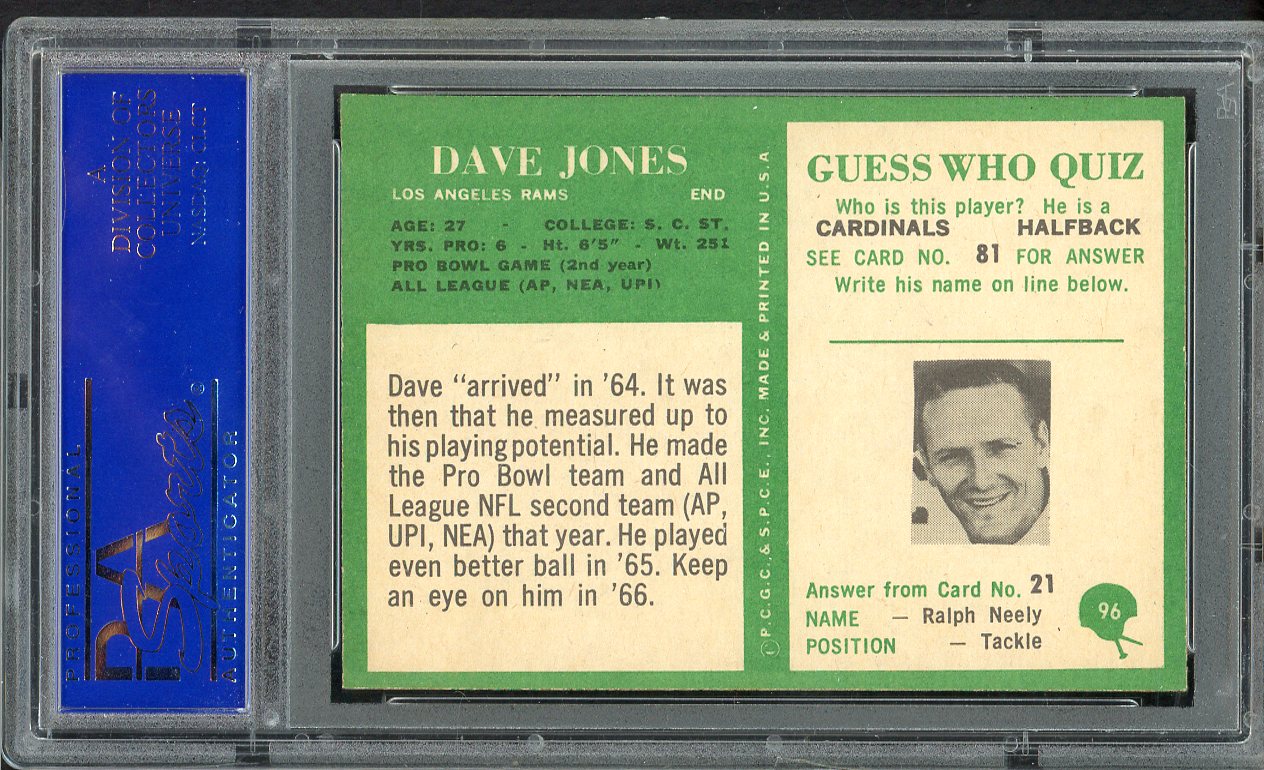 A
DIVISION OF
COLLECTORS
UNIVERSE
NASDAQ: CLCT
PROFESSIONAL
PSA
Sports
AUTHENTICATOR
DAVE JONES
LOS ANGELES RAMS END
AGE: 27 - COLLEGE: S. C. ST.
YRS. PRO: 6 - Ht. 6'5" - Wt. 251
PRO BOWL GAME (2nd year)
ALL LEAGUE (AP, NEA, UPI)
Dave "arrived" in '64. It was
then that he measured up to
his playing potential. He made
the Pro Bowl team and All
League NFL second team (AP,
UPI, NEA) that year. He played
even better ball in '65. Keep
an eye on him in '66.
© P.C.G.C., & S.P.C.E., INC. MADE & PRINTED IN U.S.A
GUESS WHO QUIZ
Who is this player? He is a
CARDINALS HALFBACK
SEE CARD NO. 81 FOR ANSWER
Write his name on line below.
Answer from Card No. 21
NAME — Ralph Neely
POSITION — Tackle
96